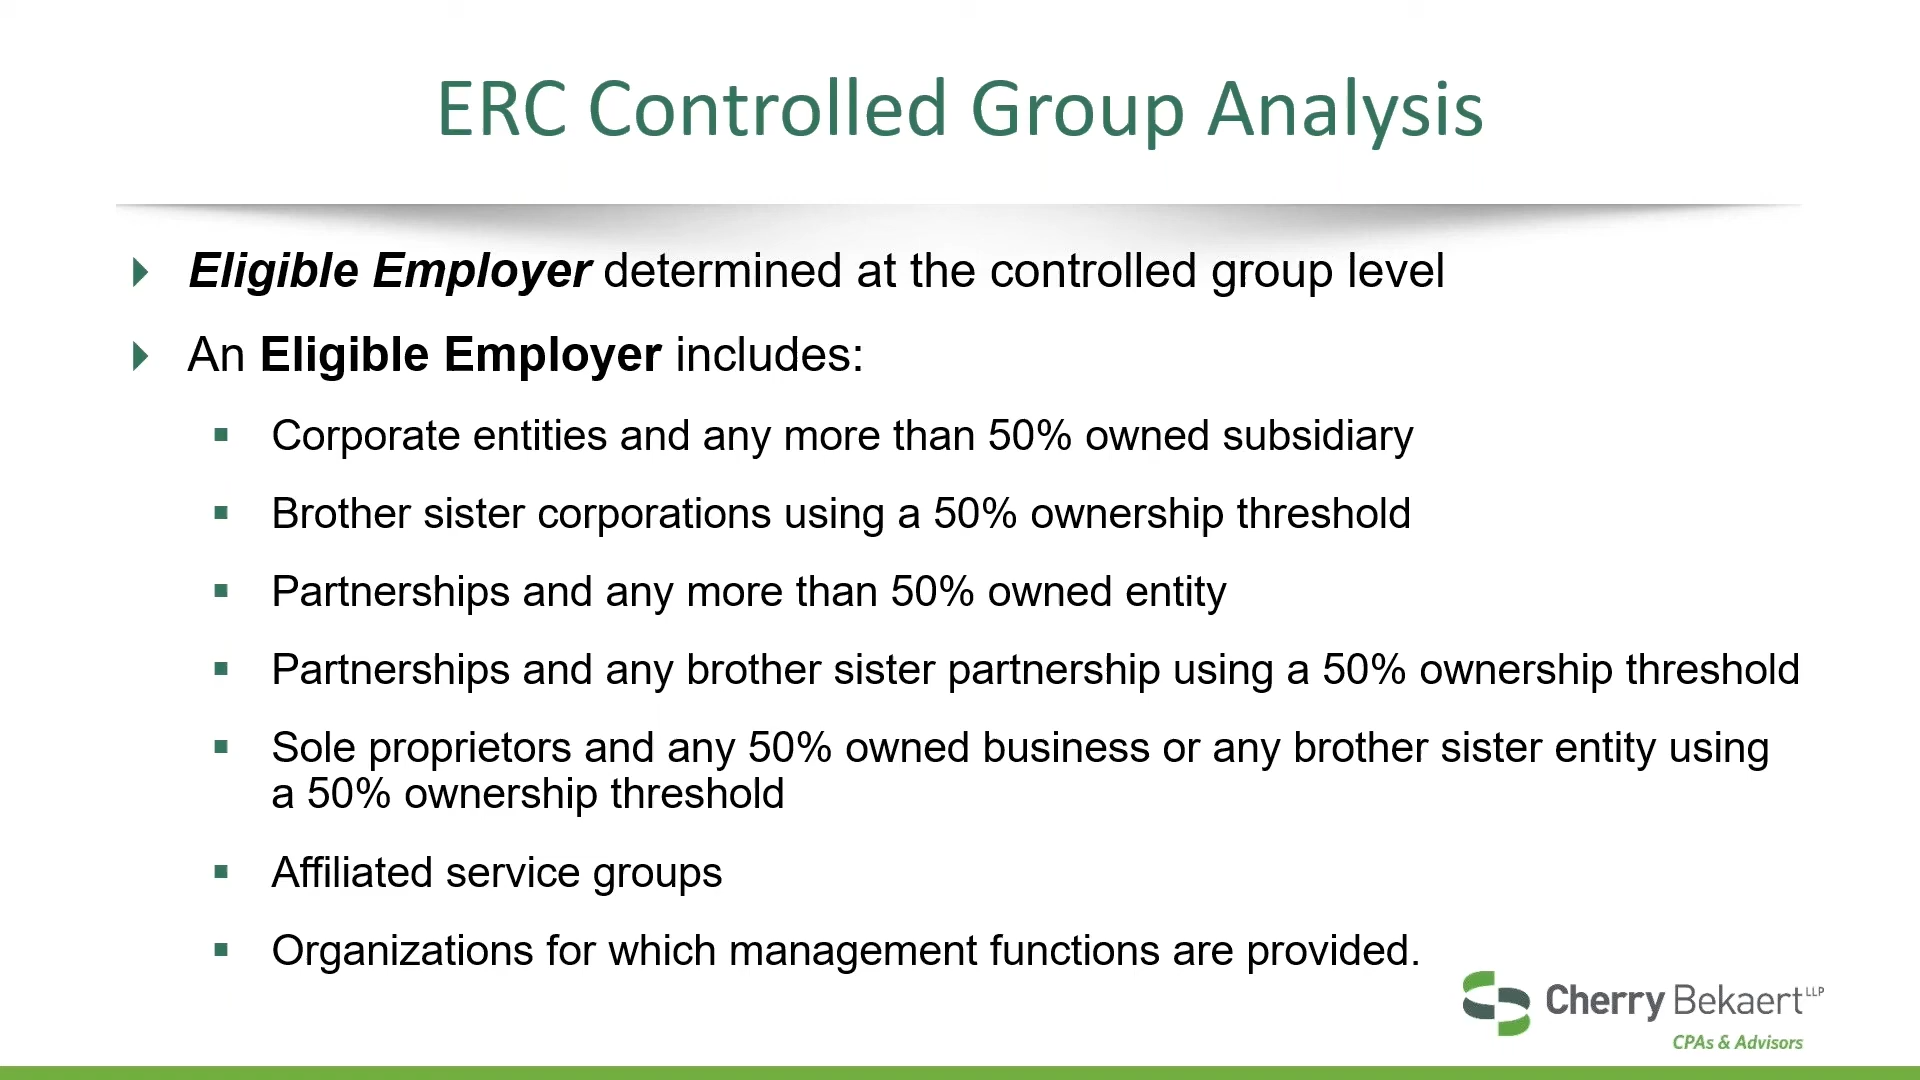 ERC Controlled Group Analysis
Eligible Employer determined at the controlled group level
An Eligible Employer includes:
Corporate entities and any more than 50% owned subsidiary
Brother sister corporations using a 50% ownership threshold
Partnerships and any more than 50% owned entity
Partnerships and any brother sister partnership using a 50% ownership threshold
Sole proprietors and any 50% owned business or any brother sister entity using
a 50% ownership threshold
Affiliated service groups
Organizations for which management functions are provided.
Cherry Bekaert LLP
CPAs & Advisors